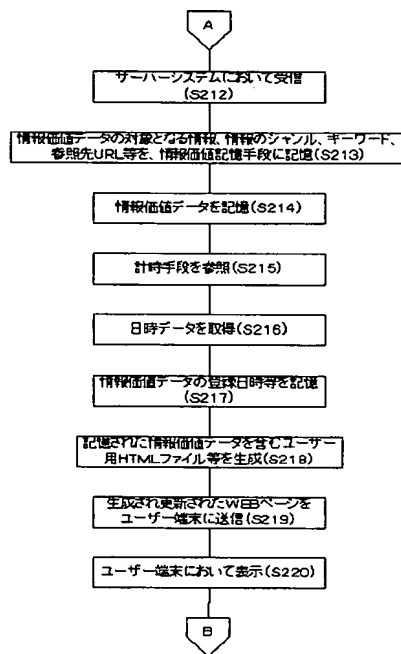 A
サーバーシステムにおいて受信
(S212)
情報価値データの対象となる情報、情報のジャンル、キーワード、
参照先URL等を、情報価値記憶手段に記憶(S213)
情報価値データを記憶(S214)
計時手段を参照(S215)
日時データを取得(S216)
情報価値データの登録日時等を記憶
(S217)
記憶された情報価値データを含むユーザー
用HTMLファイル等を生成(S218)
生成され更新されたWEBページを
ユーザー端末に送信(S219)
ユーザー端末において表示(S220)
B